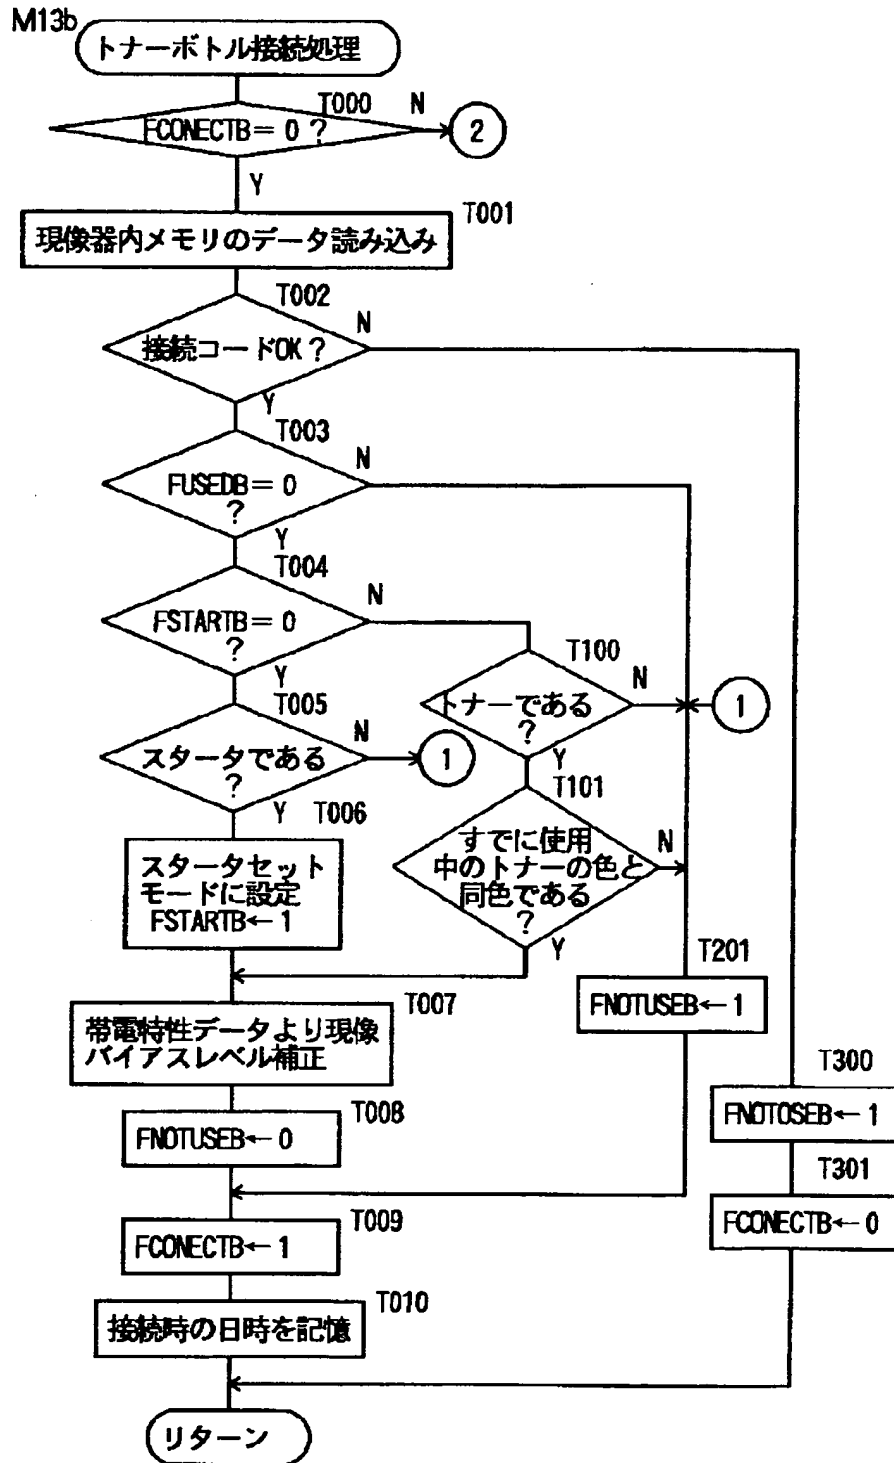 M13b
トナーボトル接続処理
T000
N
FCONECTB= 0 ?
2
Y
T001
現像器内メモリのデータ読み込み
T002
N
接続コードOK?
Y
T003
N
FUSEDB= 0
?
Y
T004
N
FSTARTB= 0
?
Y
T100
N
トナーである
?
1
Y
T005
N
スタータである
?
1
Y
T101
N
すでに使用
中のトナーの色と
同色である
?
Y
T006
スタータセット
モードに設定
FSTARTB←1
T201
FNOTUSEB←1
T007
帯電特性データより現像
バイアスレベル補正
T300
FNOTOSEB←1
T008
FNOTUSEB←0
T301
FCONECTB←0
T009
FCONECTB←1
T010
接続時の日時を記憶
リターン